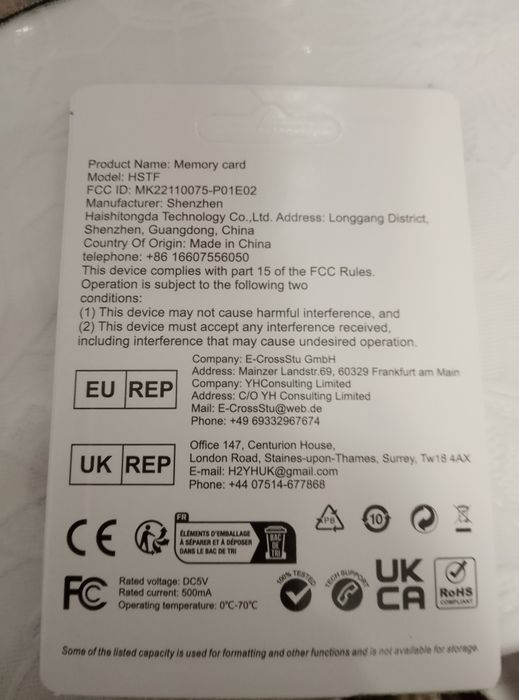 Product Name: Memory card
Model: HSTF
FCC ID: MK22110075-P01E02
Manufacturer: Shenzhen
Haishitongda Technology Co.,Ltd. Address: Longgang District,
Shenzhen, Guangdong, China
Country Of Origin: Made in China
telephone: +86 16607556050
This device complies with part 15 of the FCC Rules.
Operation is subject to the following two
conditions:
(1) This device may not cause harmful interference, and
(2) This device must accept any interference received,
including interference that may cause undesired operation.
EU REP
Company: E-CrossStu GmbH
Address: Mainzer Landstr.69, 60329 Frankfurt am Main
Company: YHConsulting Limited
Address: C/O YH Consulting Limited
Mail: E-CrossStu@web.de
Phone: +49 69332967674
UK REP
Office 147, Centurion House,
London Road, Staines-upon-Thames, Surrey, Tw18 4AX
E-mail: H2YHUK@gmail.com
Phone: +44 07514-677868
CE
FR
ÉLÉMENTS D'EMBALLAGE
À SÉPARER ET À DÉPOSER
DANS LE BAC DE TRI
BAC
DE
TRI
PB
10
FC
Rated voltage: DC5V
Rated current: 500mA
Operating temperature: 0°C-70°C
100% TESTED
TECH SUPPORT
UK
CA
RoHS
COMPLIANT
Some of the listed capacity is used for formatting and other functions and is not available for storage.